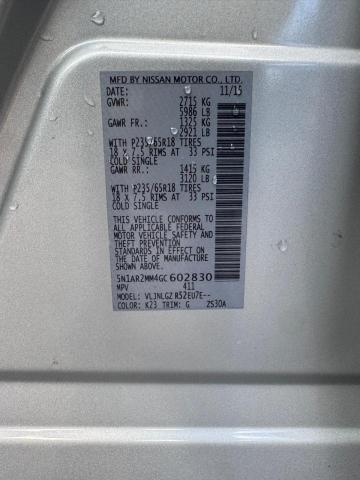 MFD BY NISSAN MOTOR CO., LTD.
DATE: 11/15
GVWR: 2715 KG
5986 LB
GAWR FR.: 1325 KG
2921 LB
WITH P235/65R18 TIRES
18 X 7.5 RIMS AT 33 PSI
COLD SINGLE
GAWR RR.: 1415 KG
3120 LB
WITH P235/65R18 TIRES
18 X 7.5 RIMS AT 33 PSI
COLD SINGLE
THIS VEHICLE CONFORMS TO
ALL APPLICABLE FEDERAL
MOTOR VEHICLE SAFETY AND
THEFT PREVENTION
STANDARDS IN EFFECT ON
THE DATE OF MANUFACTURE
SHOWN ABOVE.
5N1AR2MM4GC602830
MPV 411
MODEL: VLJNLGZ R52EU7E--
COLOR: K23 TRIM: G ZS30A